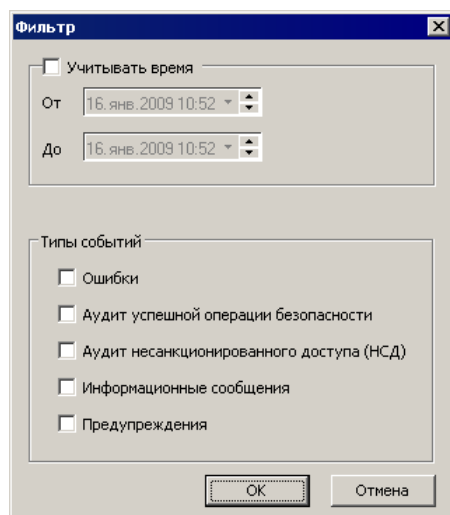 Фильтр
Учитывать время
От 16.янв.2009 10:52
До 16.янв.2009 10:52
Типы событий
Ошибки
Аудит успешной операции безопасности
Аудит несанкционированного доступа (НСД)
Информационные сообщения
Предупреждения
OK Отмена